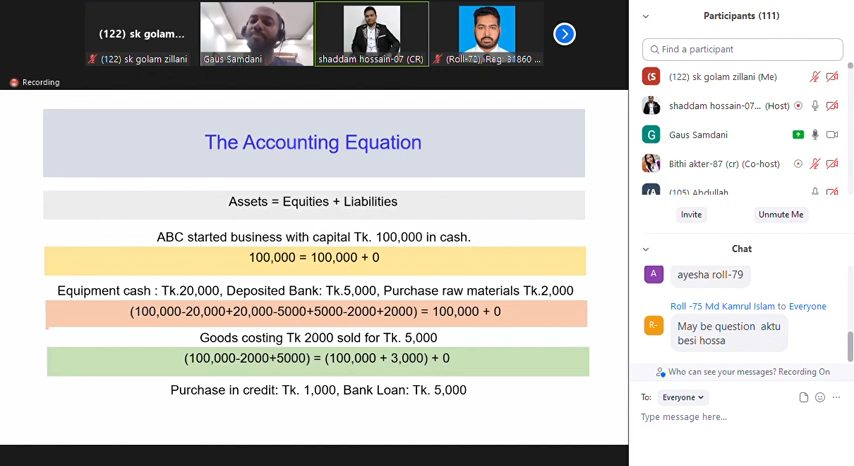 (122) sk golam...
(122) sk golam zillani
Gaus Samdani
shaddam hossain-07 (CR)
(Roll-72), Reg: 31860 ...
Recording
The Accounting Equation
Assets = Equities + Liabilities
ABC started business with capital Tk. 100,000 in cash.
100,000 = 100,000 + 0
Equipment cash : Tk.20,000, Deposited Bank: Tk.5,000, Purchase raw materials Tk.2,000
(100,000-20,000+20,000-5000+5000-2000+2000) = 100,000 + 0
Goods costing Tk 2000 sold for Tk. 5,000
(100,000-2000+5000) = (100,000 + 3,000) + 0
Purchase in credit: Tk. 1,000, Bank Loan: Tk. 5,000
Participants (111)
Find a participant
(S (122) sk golam zillani (Me)
shaddam hossain-07... (Host)
G Gaus Samdani
Bithi akter-87 (cr) (Co-host)
(A (105) Abdullah
Invite Unmute Me
Chat
A ayesha roll-79
Roll -75 Md Kamrul Islam to Everyone
R- May be question aktu
besi hossa
Who can see your messages? Recording On
To: Everyone
Type message here...